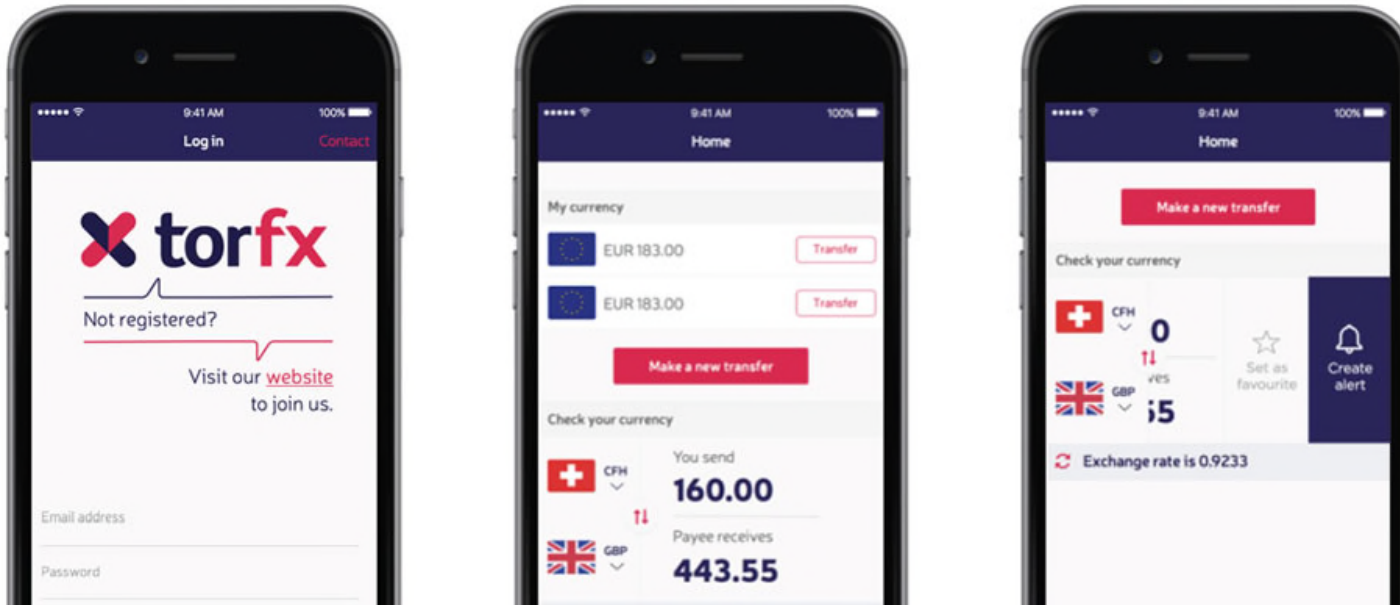 9:41 AM
100%
Log in
Contact
torfx
Not registered?
Visit our website
to join us.
Email address
Password
9:41 AM
100%
Home
My currency
EUR 183.00
Transfer
EUR 183.00
Transfer
Make a new transfer
Check your currency
CFH
You send
160.00
GBP
Payee receives
443.55
9:41 AM
100%
Home
Make a new transfer
Check your currency
CFH
0
GBP
ves
55
Set as
favourite
Create
alert
Exchange rate is 0.9233